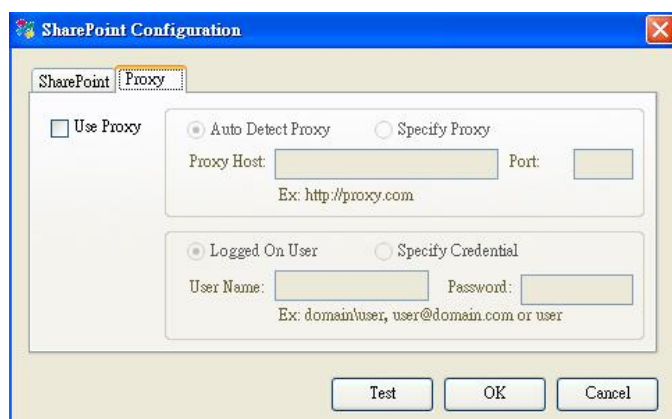 SharePoint Configuration
SharePoint Proxy
Use Proxy
Auto Detect Proxy Specify Proxy
Proxy Host: Port:
Ex: http://proxy.com
Logged On User Specify Credential
User Name: Password:
Ex: domain\user, user@domain.com or user
Test OK Cancel